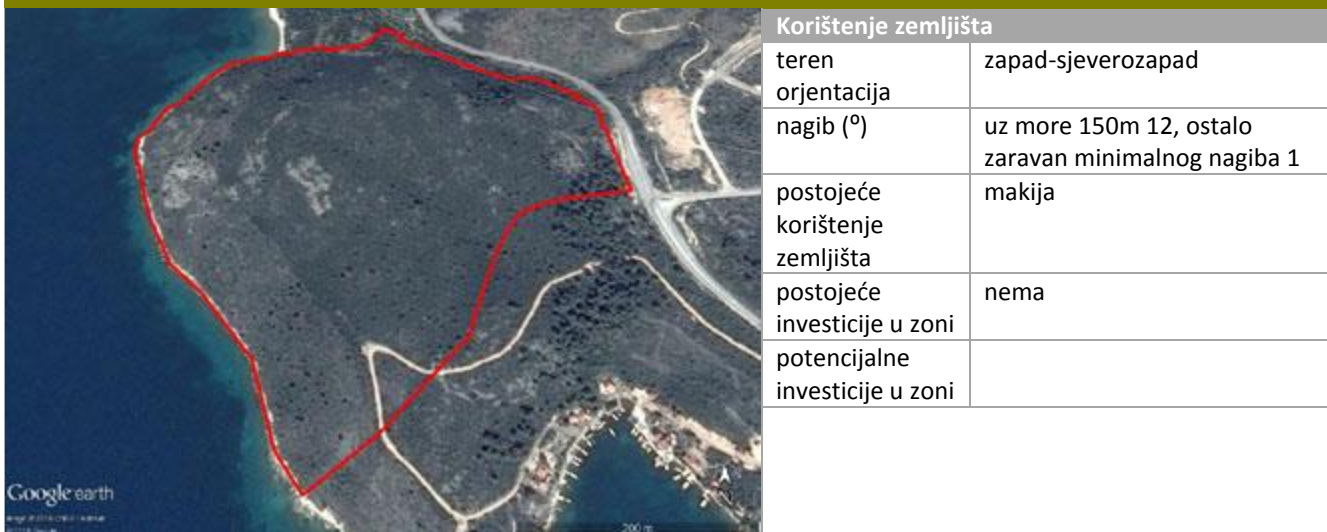 Korištenje zemljišta
teren
orjentacija
zapad-sjeverozapad
nagib (⁰)
uz more 150m 12, ostalo
zaravan minimalnog nagiba 1
postojeće
korištenje
zemljišta
makija
postojeće
investicije u zoni
nema
potencijalne
investicije u zoni
Google earth
200 m